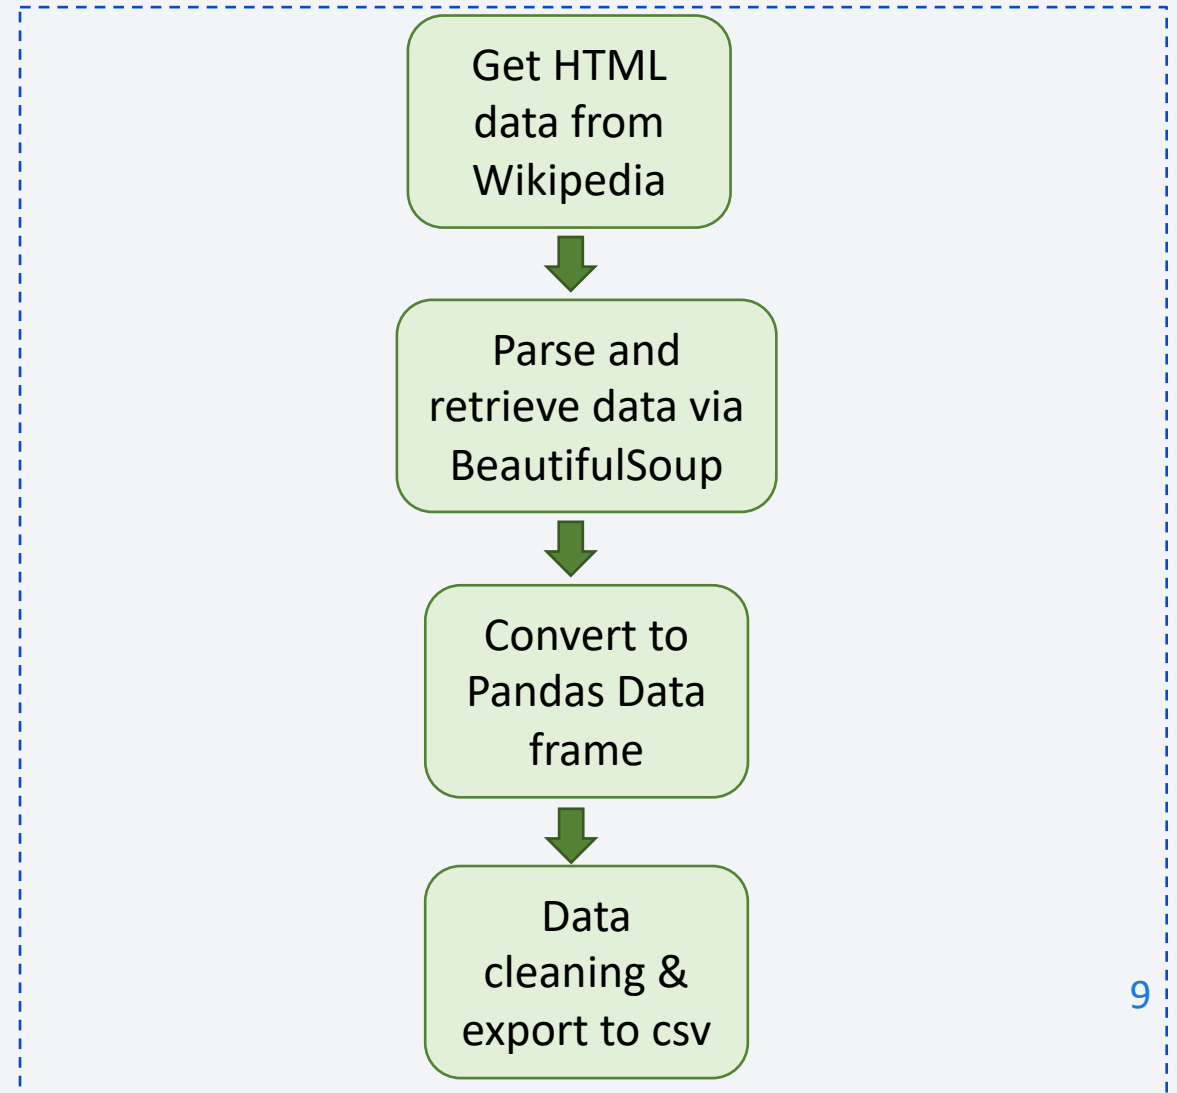 Get HTML
data from
Wikipedia
Parse and
retrieve data via
BeautifulSoup
Convert to
Pandas Data
frame
Data
cleaning &
export to csv
9